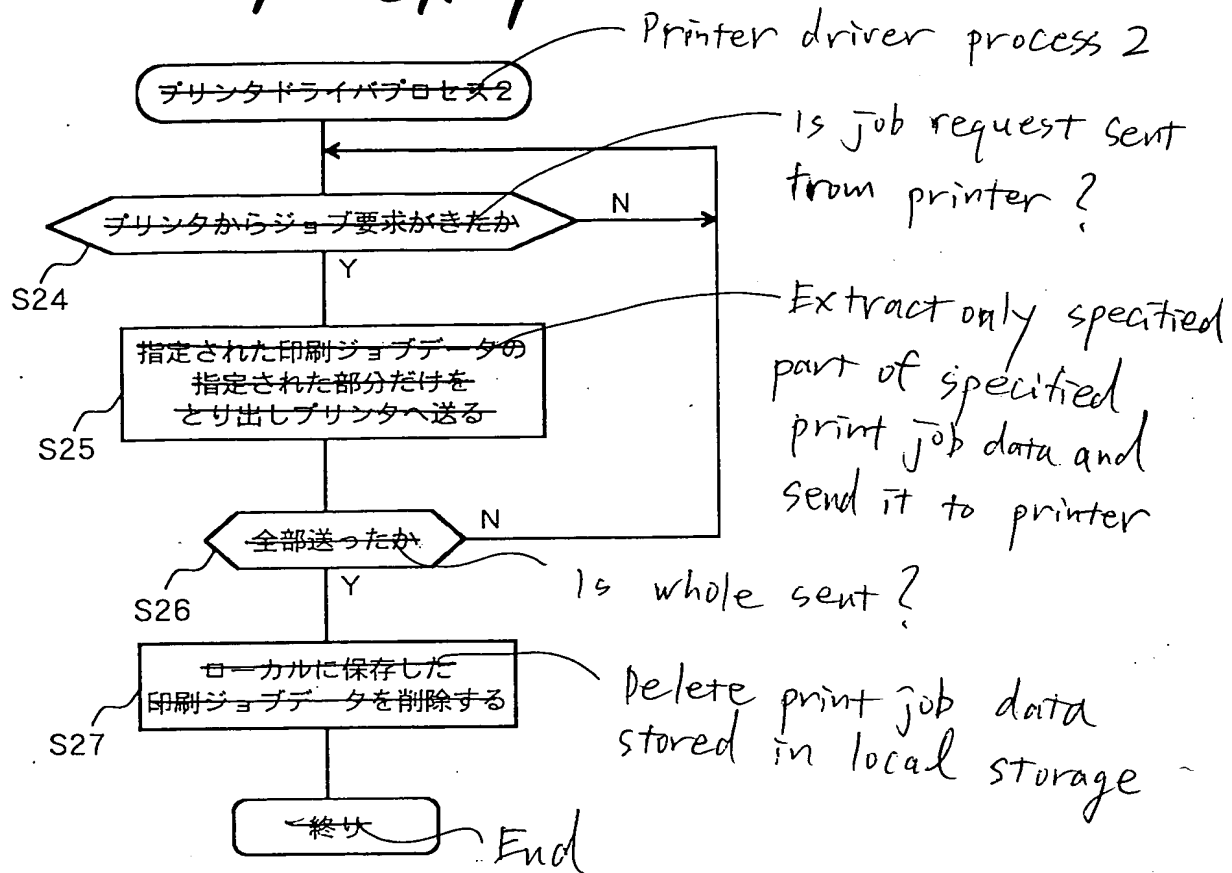 Printer driver process 2
プリンタドライバプロセス2
Is job request sent
from printer?
プリンタからジョブ要求がきたか
N
Y
S24
Extract only specified
part of specified
print job data and
send it to printer
指定された印刷ジョブデータの
指定された部分だけを
とり出しプリンタへ送る
S25
全部送ったか
N
Y
S26
Is whole sent?
ローカルに保存した
印刷ジョブデータを削除する
S27
Delete print job data
stored in local storage
終り
End